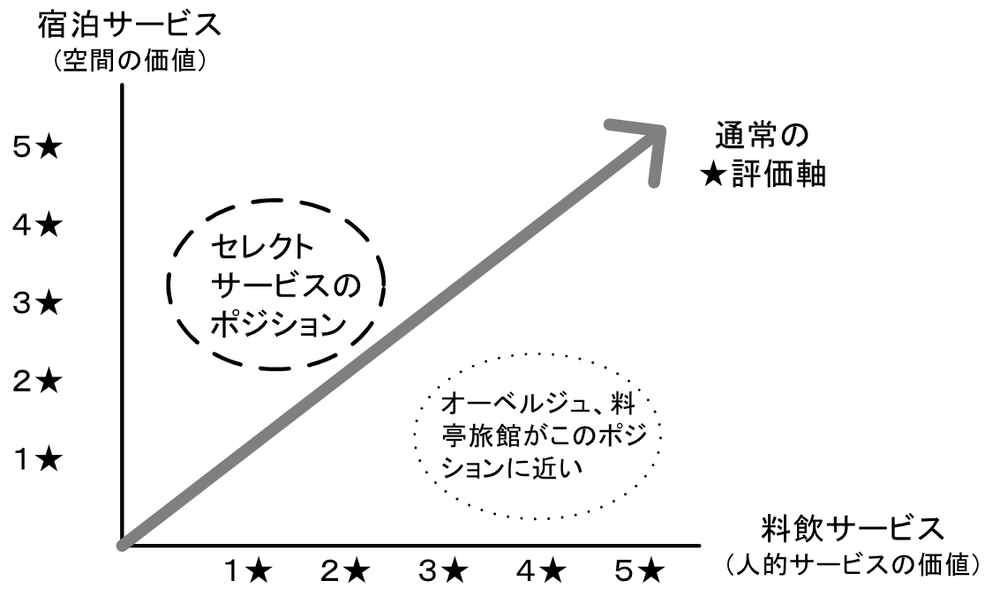 宿泊サービス
（空間の価値）
5★
4★
3★
2★
1★
通常の
★評価軸
セレクト
サービスの
ポジション
オーベルジュ、料
亭旅館がこのポジ
ションに近い
1★ 2★ 3★ 4★ 5★
料飲サービス
（人的サービスの価値）